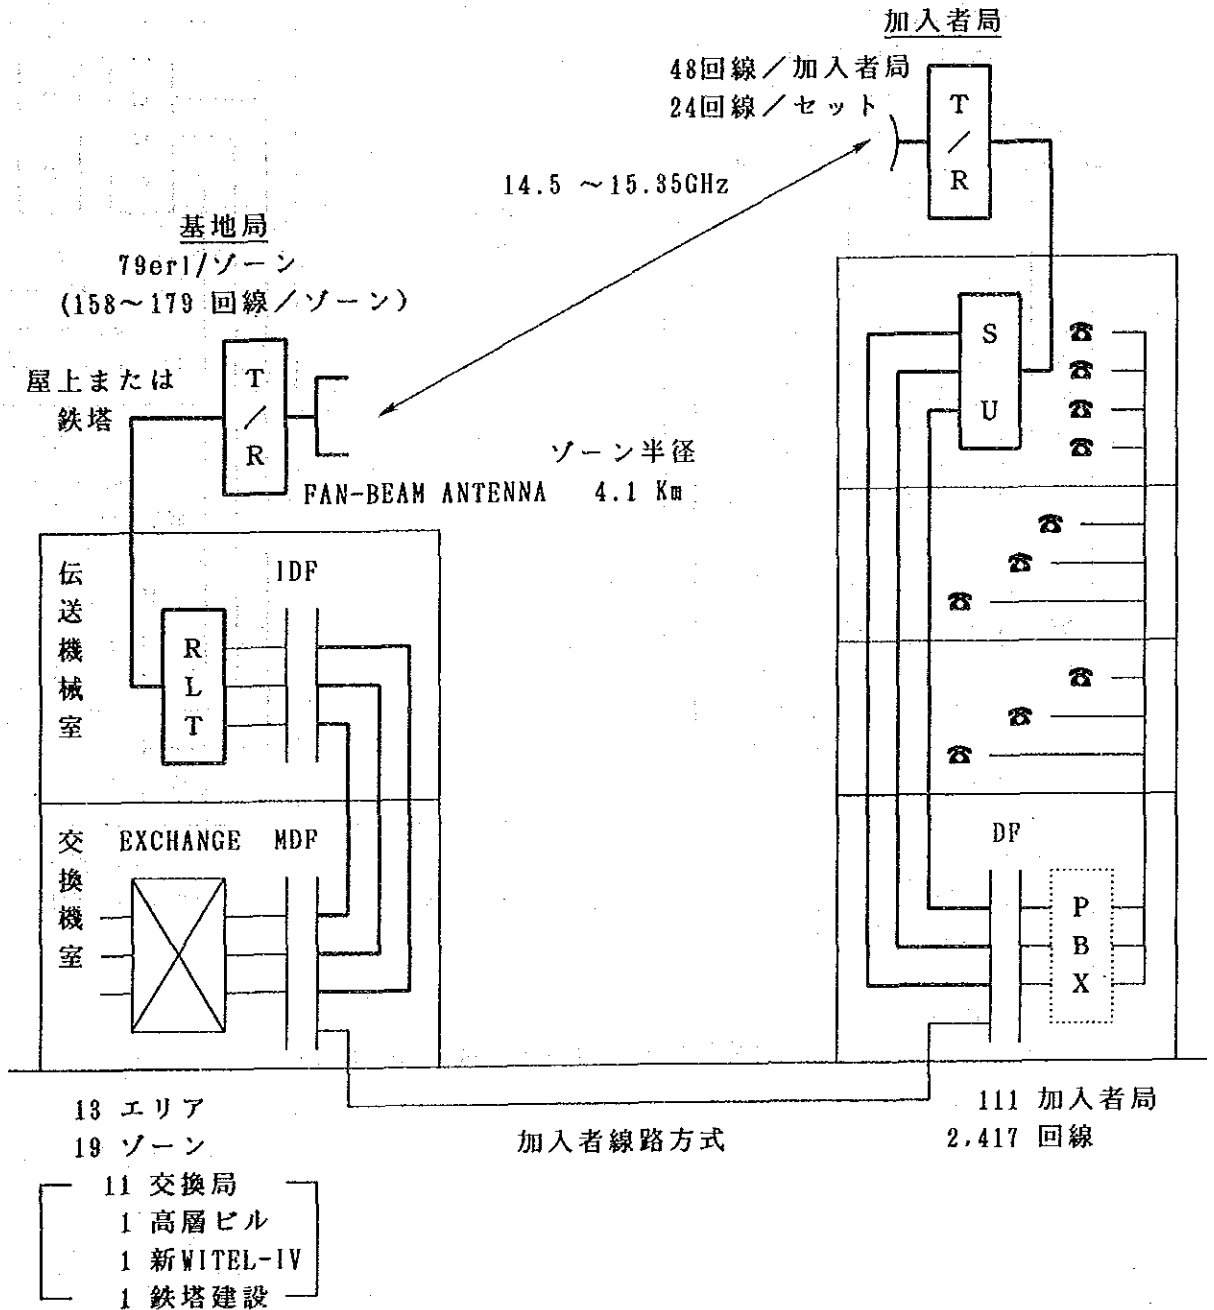 加入者局
48回線／加入者局
24回線／セット
T／R
14.5 ～15.35GHz
基地局
79erl/ゾーン
(158～179 回線／ゾーン)
屋上または
鉄塔
T／R
ゾーン半径
FAN-BEAM ANTENNA 4.1 Km
SU
伝送機械室
IDF
RLT
交換機室
EXCHANGE MDF
DF
PBX
13 エリア
19 ゾーン
11 交換局
1 高層ビル
1 新WITEL-IV
1 鉄塔建設
加入者線路方式
111 加入者局
2,417 回線